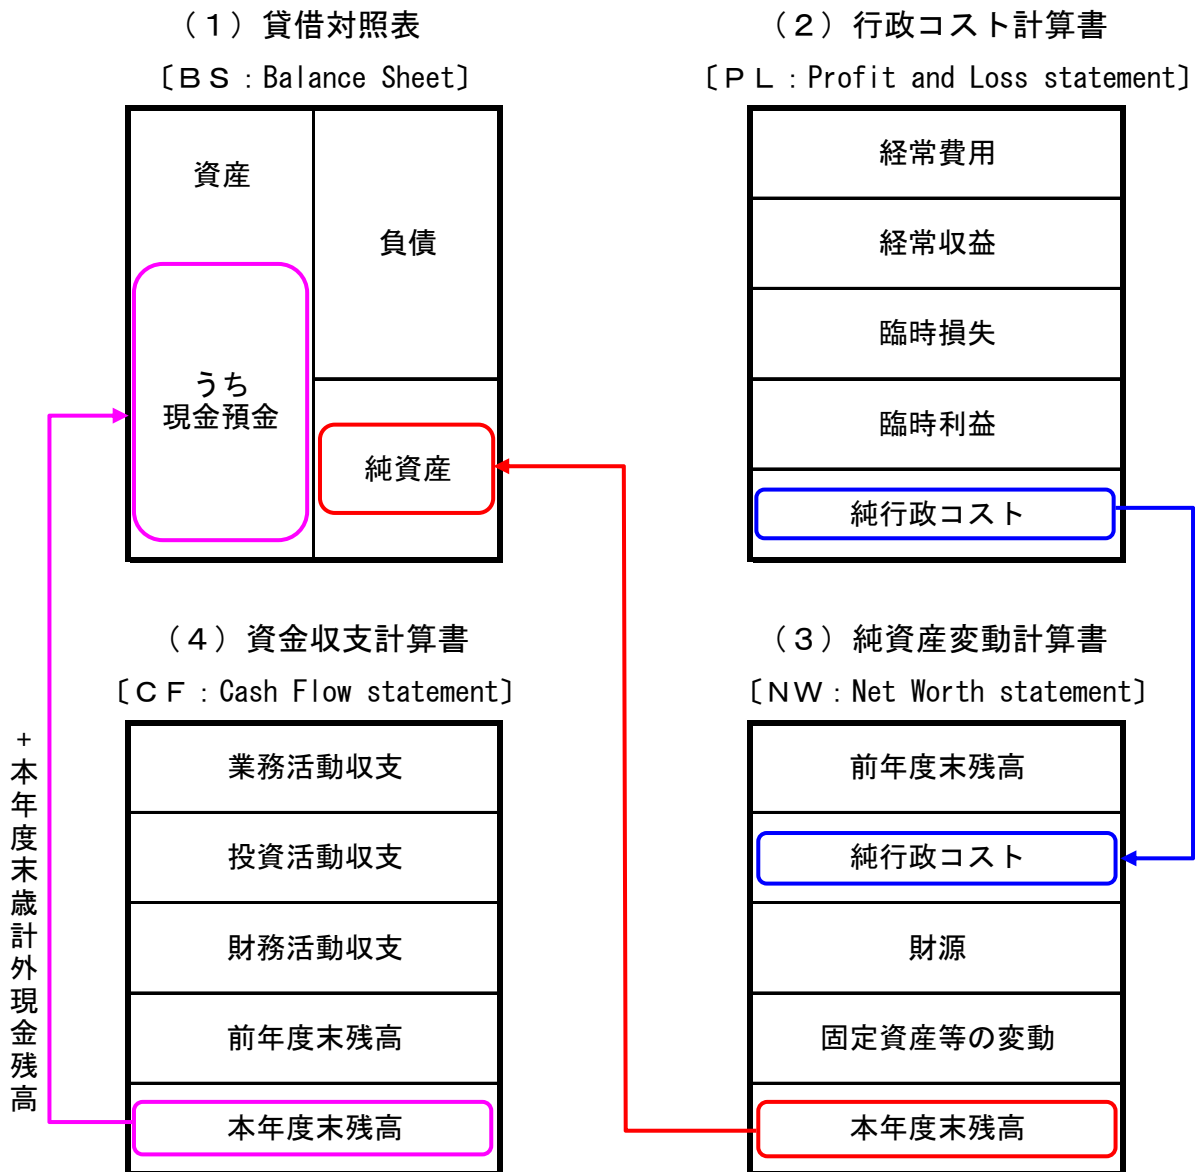 （１）貸借対照表
〔ＢＳ：Balance Sheet〕
資産
負債
うち
現金預金
純資産
（２）行政コスト計算書
〔ＰＬ：Profit and Loss statement〕
経常費用
経常収益
臨時損失
臨時利益
純行政コスト
（４）資金収支計算書
〔ＣＦ：Cash Flow statement〕
業務活動収支
投資活動収支
財務活動収支
前年度末残高
本年度末残高
+本年度末歳計外現金残高
（３）純資産変動計算書
〔ＮＷ：Net Worth statement〕
前年度末残高
純行政コスト
財源
固定資産等の変動
本年度末残高